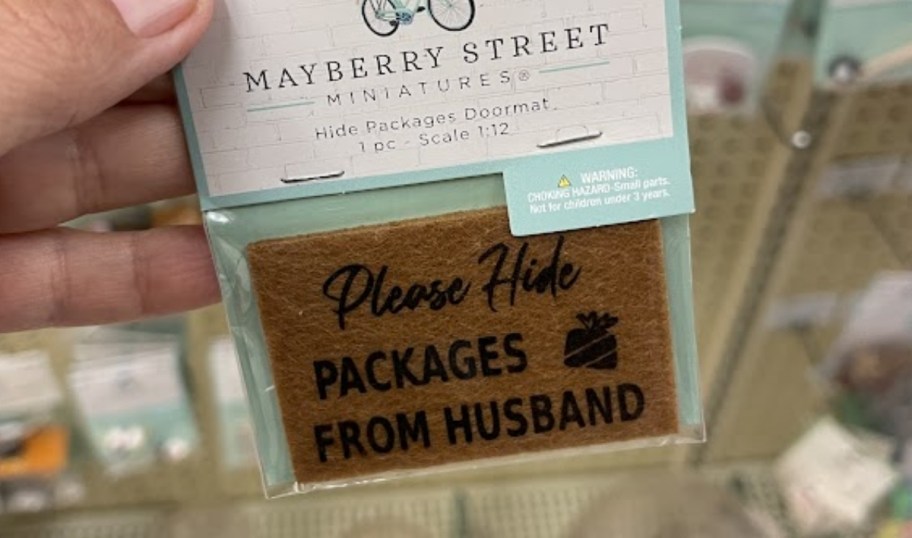 MAYBERRY STREET
MINIATURES®
Hide Packages Doormat
1 pc - Scale 1:12
WARNING:
CHOKING HAZARD-Small parts.
Not for children under 3 years.
Please Hide
PACKAGES
FROM HUSBAND